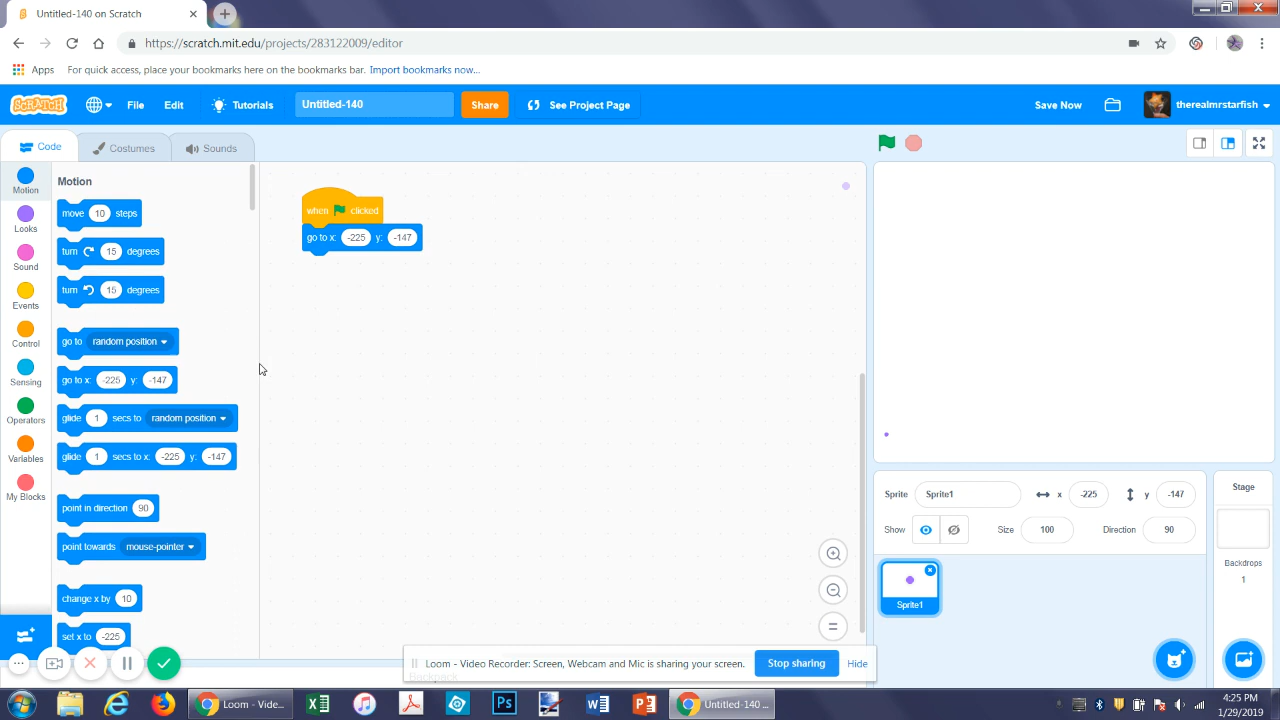 Untitled-140 on Scratch
https://scratch.mit.edu/projects/283122009/editor
Apps For quick access, place your bookmarks here on the bookmarks bar. Import bookmarks now...
SCRATCH File Edit Tutorials Untitled-140 Share See Project Page Save Now therealmrstarfish
Code Costumes Sounds
Motion
Looks
Sound
Events
Control
Sensing
Operators
Variables
My Blocks
Motion
move 10 steps
turn 15 degrees
turn 15 degrees
go to random position
go to x: -225 y: -147
glide 1 secs to random position
glide 1 secs to x: -225 y: -147
point in direction 90
point towards mouse-pointer
change x by 10
set x to -225
when clicked
go to x: -225 y: -147
Sprite Sprite1 x -225 y -147
Show Size 100 Direction 90
Sprite1
Stage
Backdrops
1
Loom - Video Recorder: Screen, Webcam and Mic is sharing your screen. Stop sharing Hide
Backpack
Loom - Vide...
Untitled-140 ...
4:25 PM
1/29/2019